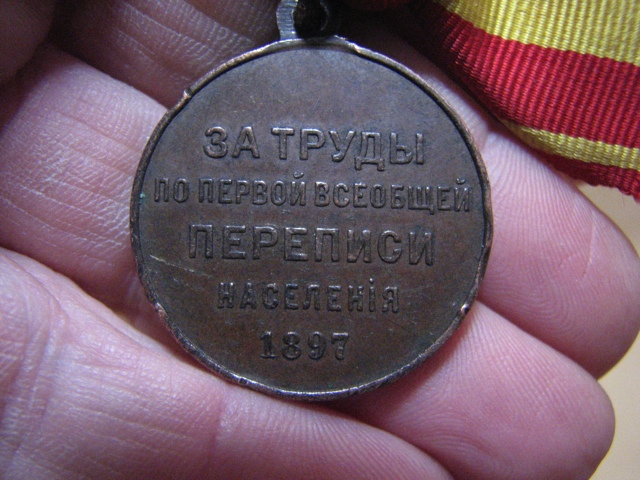 ЗА ТРУДЫ
ПО ПЕРВОЙ ВСЕОБЩЕЙ
ПЕРЕПИСИ
НАСЕЛЕНІЯ
1897